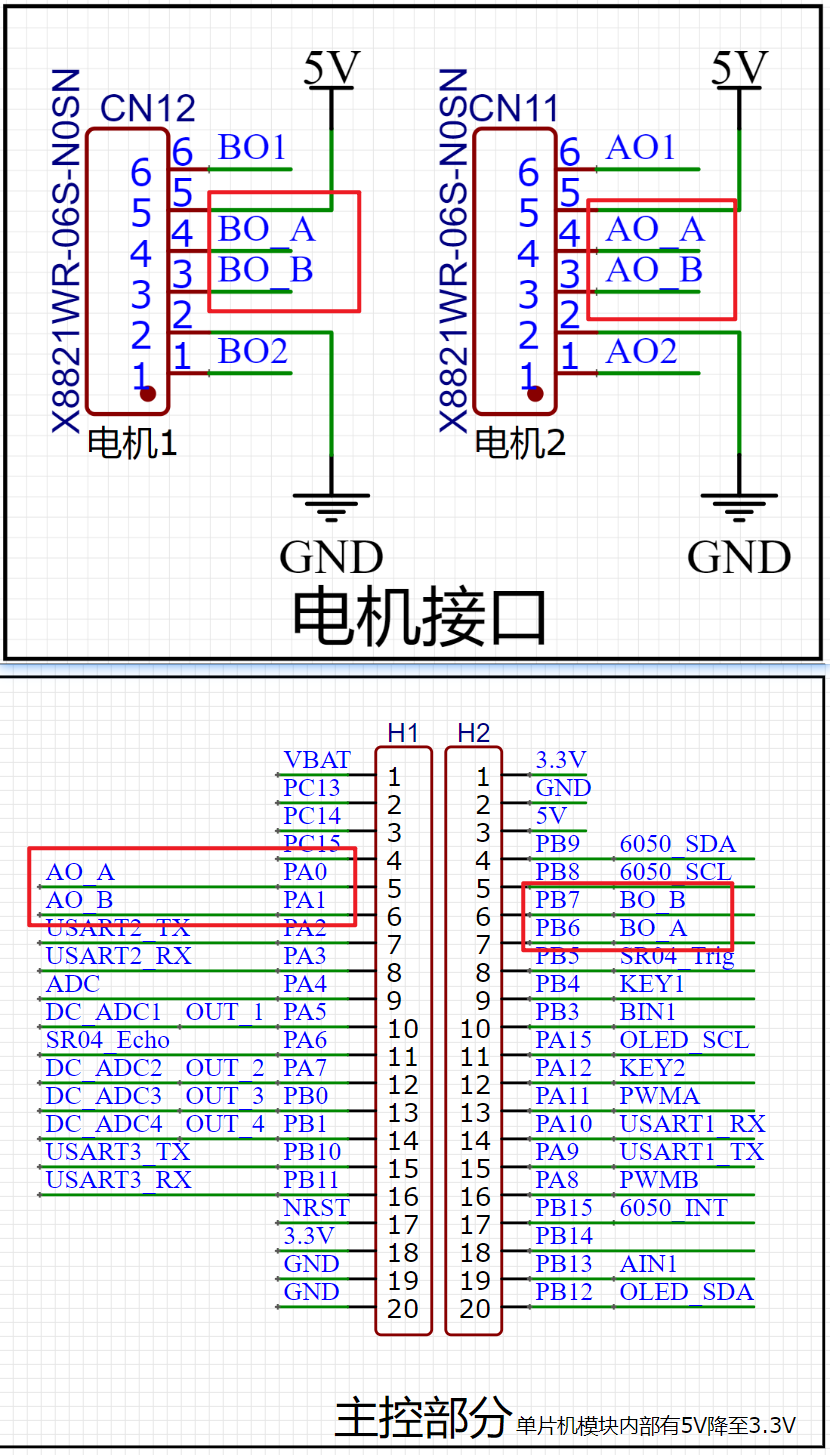 5V 5V
CN12 CN11
X8821WR-06S-N0SN X8821WR-06S-N0SN
6 6 BO1 6 6 AO1
5 5 5 5
4 4 BO_A 4 4 AO_A
3 3 BO_B 3 3 AO_B
2 2 2 2
1 1 BO2 1 1 AO2
电机1 电机2
GND GND
电机接口
H1 H2
VBAT 1 1 3.3V
PC13 2 2 GND
PC14 3 3 5V
PC15 4 4 PB9 6050_SDA
AO_A PA0 5 5 PB8 6050_SCL
AO_B PA1 6 6 PB7 BO_B
USART2_TX PA2 7 7 PB6 BO_A
USART2_RX PA3 8 8 PB5 SR04_Trig
ADC PA4 9 9 PB4 KEY1
DC_ADC1 OUT_1 PA5 10 10 PB3 BIN1
SR04_Echo PA6 11 11 PA15 OLED_SCL
DC_ADC2 OUT_2 PA7 12 12 PA12 KEY2
DC_ADC3 OUT_3 PB0 13 13 PA11 PWMA
DC_ADC4 OUT_4 PB1 14 14 PA10 USART1_RX
USART3_TX PB10 15 15 PA9 USART1_TX
USART3_RX PB11 16 16 PA8 PWMB
NRST 17 17 PB15 6050_INT
3.3V 18 18 PB14
GND 19 19 PB13 AIN1
GND 20 20 PB12 OLED_SDA
主控部分 单片机模块内部有5V降至3.3V